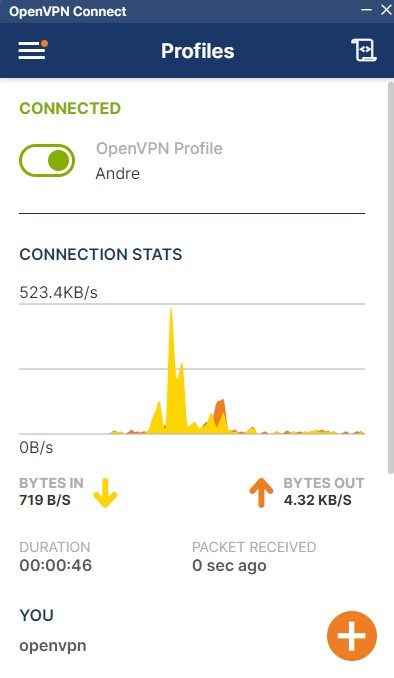 OpenVPN Connect
Profiles
CONNECTED
OpenVPN Profile
Andre
CONNECTION STATS
523.4KB/s
0B/s
BYTES IN
719 B/S
BYTES OUT
4.32 KB/S
DURATION
00:00:46
PACKET RECEIVED
0 sec ago
YOU
openvpn